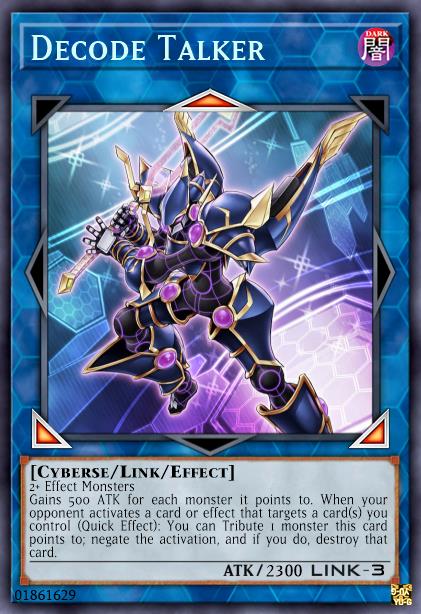 DECODE TALKER
DARK
闇
[CYBERSE/LINK/EFFECT]
2+ Effect Monsters
Gains 500 ATK for each monster it points to. When your
opponent activates a card or effect that targets a card(s) you
control (Quick Effect): You can Tribute 1 monster this card
points to; negate the activation, and if you do, destroy that
card.
ATK/2300 LINK-3
01861629